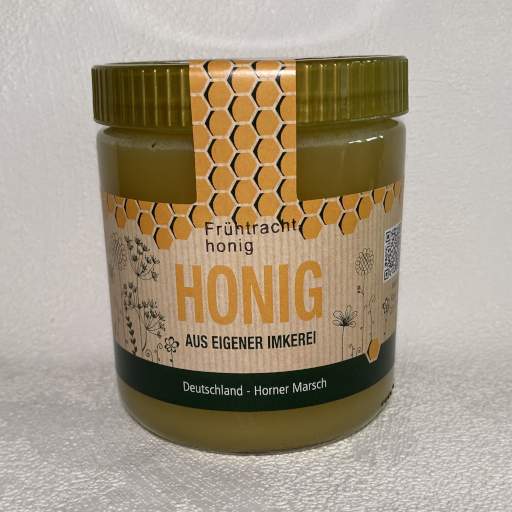 Frühtracht
honig
HONIG
AUS EIGENER IMKEREI
Deutschland - Horner Marsch